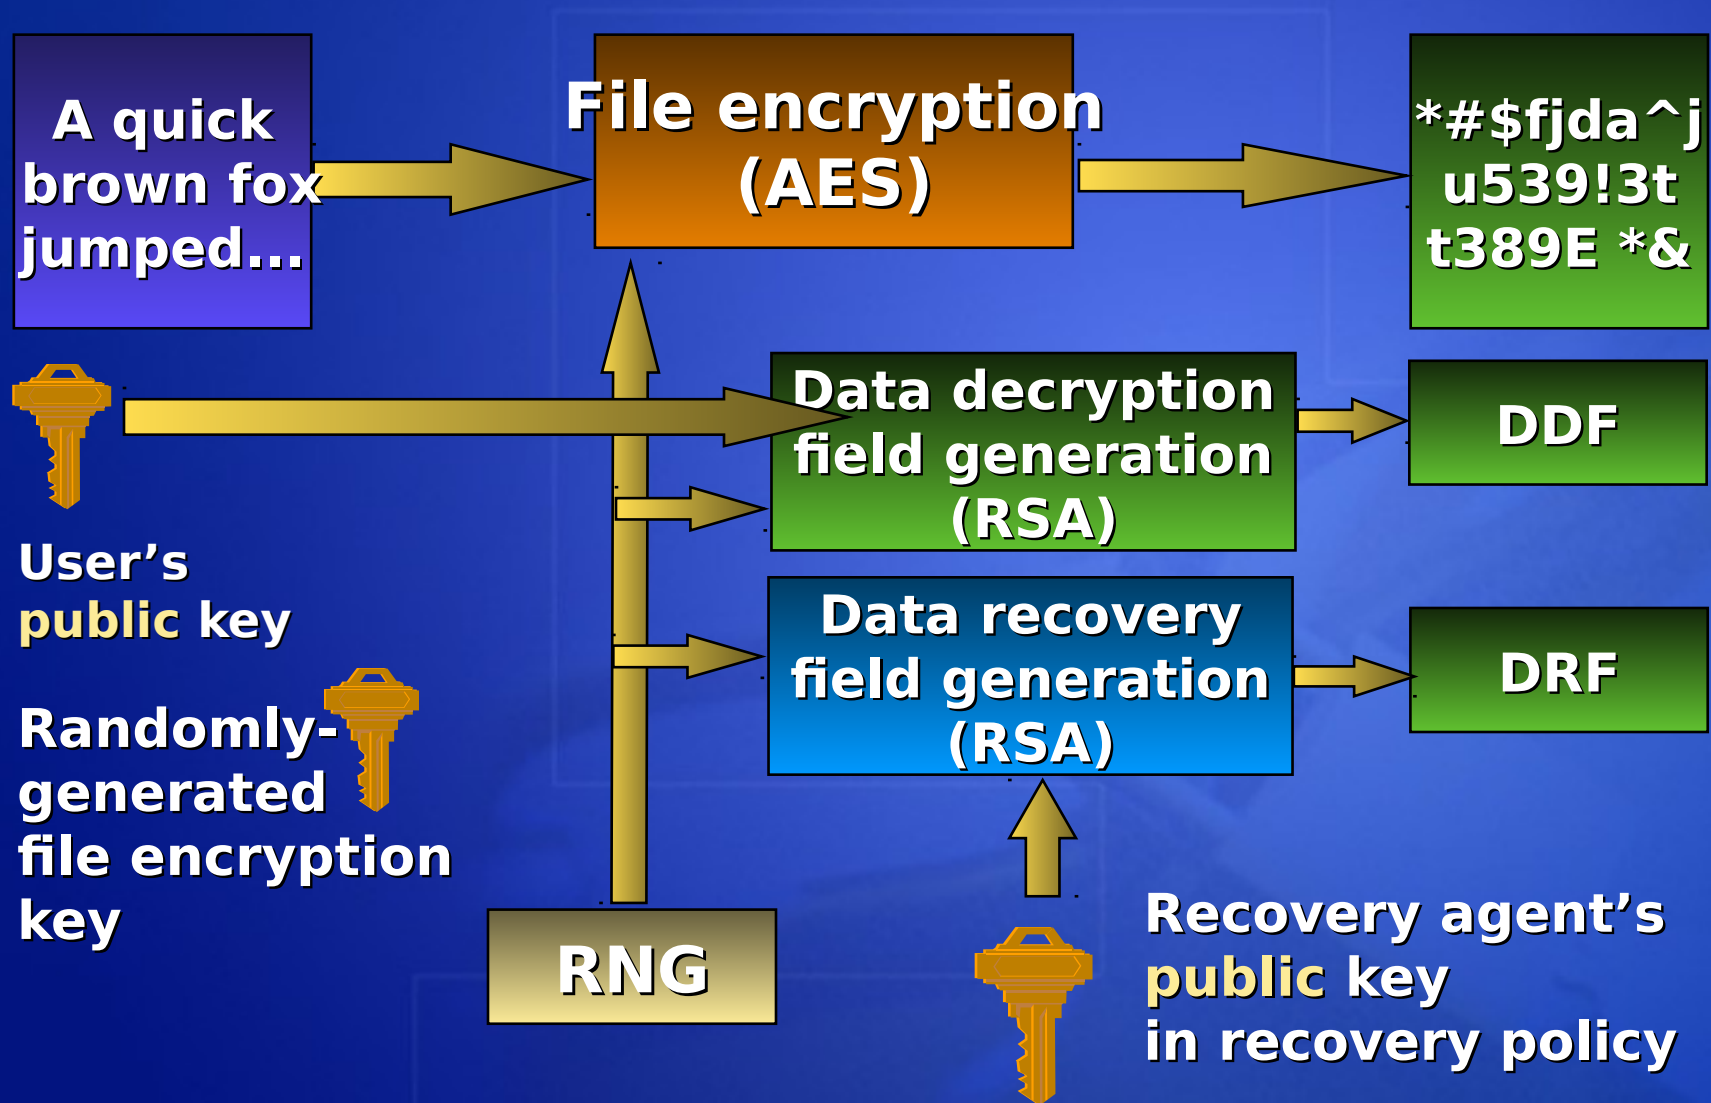 A quick
brown fox
jumped...
File encryption
(AES)
*#$fjda^j
u539!3t
t389E *&
Data decryption
field generation
(RSA)
DDF
User’s
public key
Data recovery
field generation
(RSA)
DRF
Randomly-
generated
file encryption
key
RNG
Recovery agent’s
public key
in recovery policy